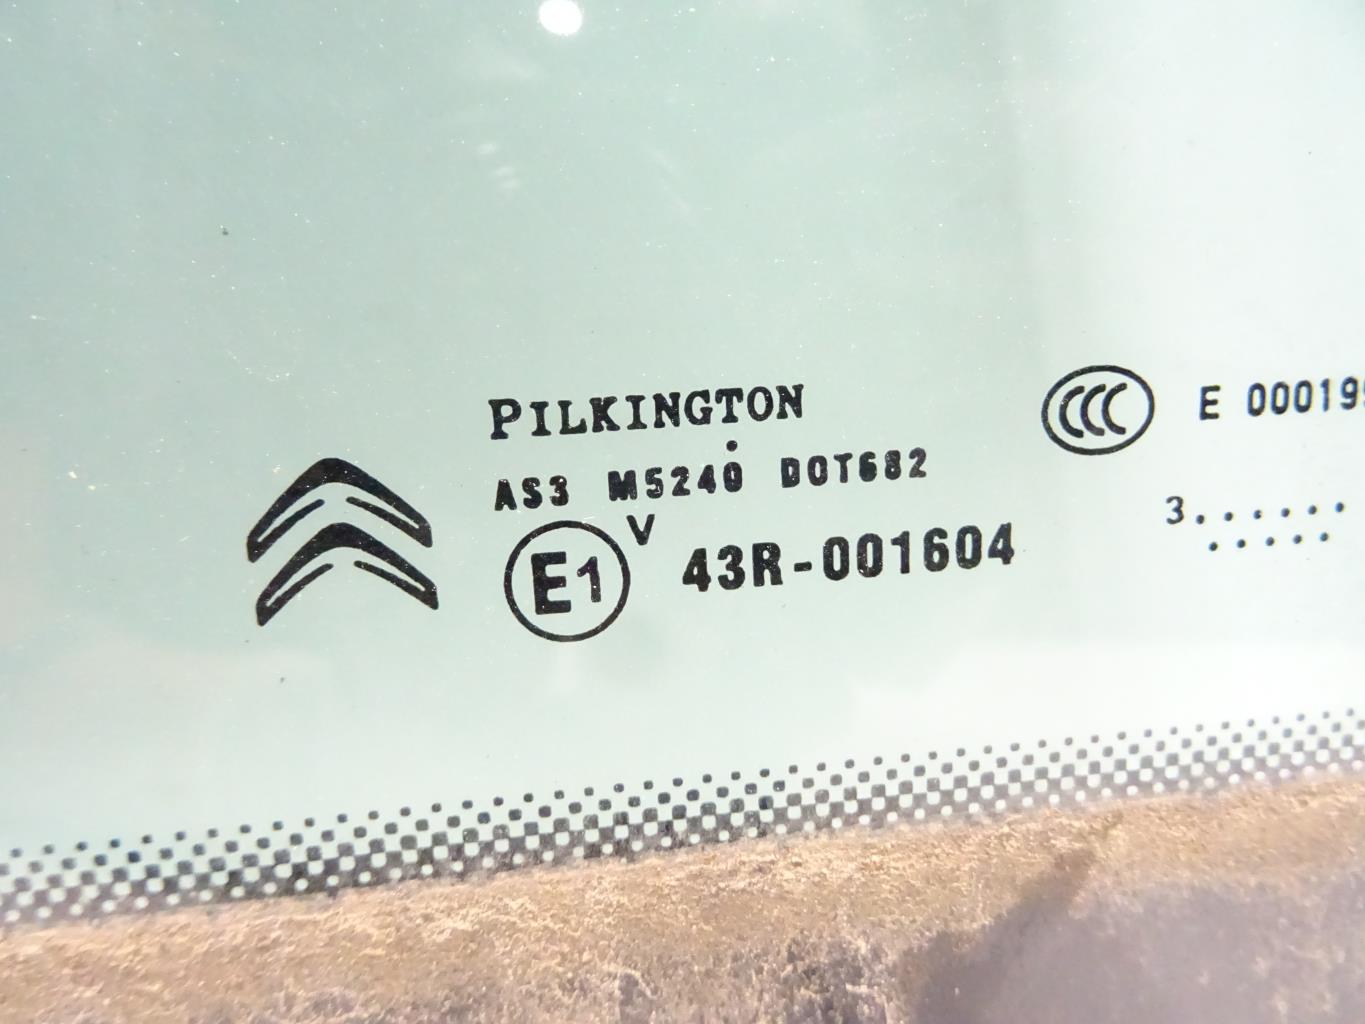 PILKINGTON
AS3 M5240 DOT682
E1 V 43R-001604
CCC E 00019
3...... 
.....